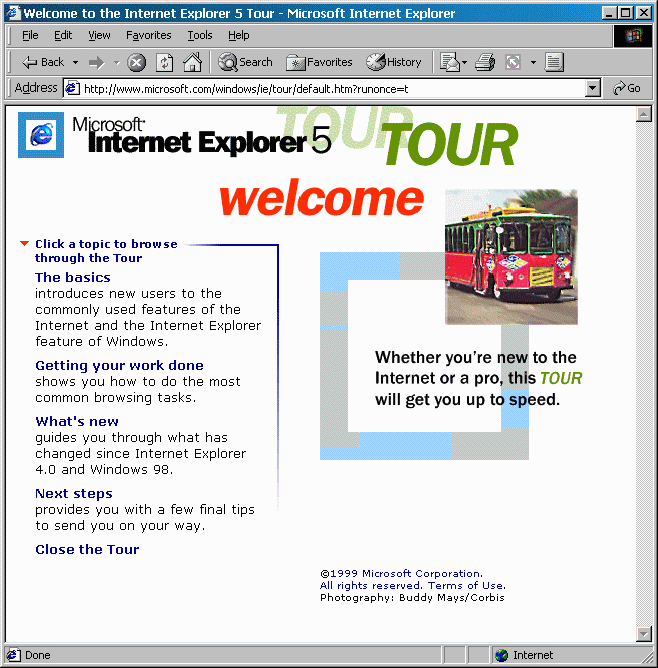 Welcome to the Internet Explorer 5 Tour - Microsoft Internet Explorer
File Edit View Favorites Tools Help
Back Search Favorites History
Address http://www.microsoft.com/windows/ie/tour/default.htm?runonce=t Go
Microsoft
Internet Explorer 5
TOUR
TOUR
welcome
Click a topic to browse
through the Tour
The basics
introduces new users to the
commonly used features of the
Internet and the Internet Explorer
feature of Windows.
Getting your work done
shows you how to do the most
common browsing tasks.
What's new
guides you through what has
changed since Internet Explorer
4.0 and Windows 98.
Next steps
provides you with a few final tips
to send you on your way.
Close the Tour
Whether you're new to the
Internet or a pro, this TOUR
will get you up to speed.
©1999 Microsoft Corporation.
All rights reserved. Terms of Use.
Photography: Buddy Mays/Corbis
Done Internet